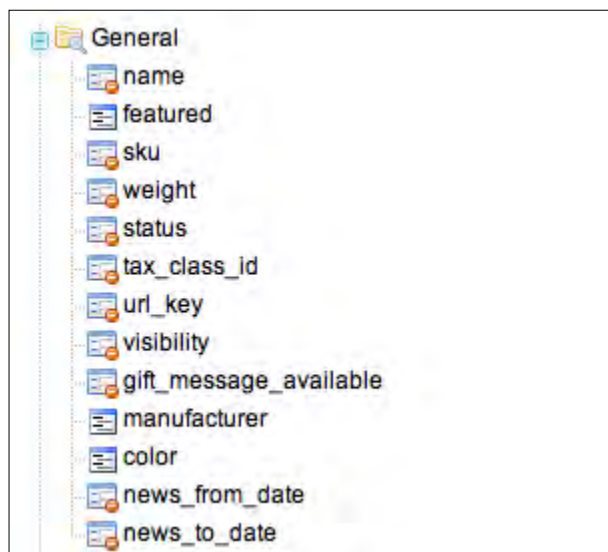 General
name
featured
sku
weight
status
tax_class_id
url_key
visibility
gift_message_available
manufacturer
color
news_from_date
news_to_date